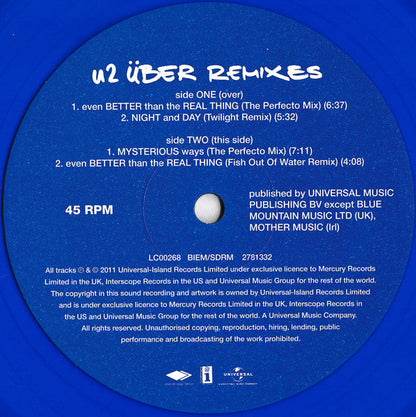 u2 ÜBER REMIXES
side ONE (over)
1. even BETTER than the REAL THING (The Perfecto Mix) (6:37)
2. NIGHT and DAY (Twilight Remix) (5:32)
side TWO (this side)
1. MYSTERIOUS ways (The Perfecto Mix) (7:11)
2. even BETTER than the REAL THING (Fish Out Of Water Remix) (4:08)
45 RPM
published by UNIVERSAL MUSIC
PUBLISHING BV except BLUE
MOUNTAIN MUSIC LTD (UK),
MOTHER MUSIC (Irl)
LC00268 BIEM/SDRM 2781332
All tracks ℗ & © 2011 Universal-Island Records Limited under exclusive licence to Mercury Records
Limited in the UK, Interscope Records in the US and Universal Music Group for the rest of the world.
The copyright in this sound recording and artwork is owned by Universal-Island Records Limited
and is under exclusive licence to Mercury Records Limited in the UK, Interscope Records in
the US and Universal Music Group for the rest of the world. A Universal Music Company.
All rights reserved. Unauthorised copying, reproduction, hiring, lending, public
performance and broadcasting of the work prohibited.
UNIVERSAL